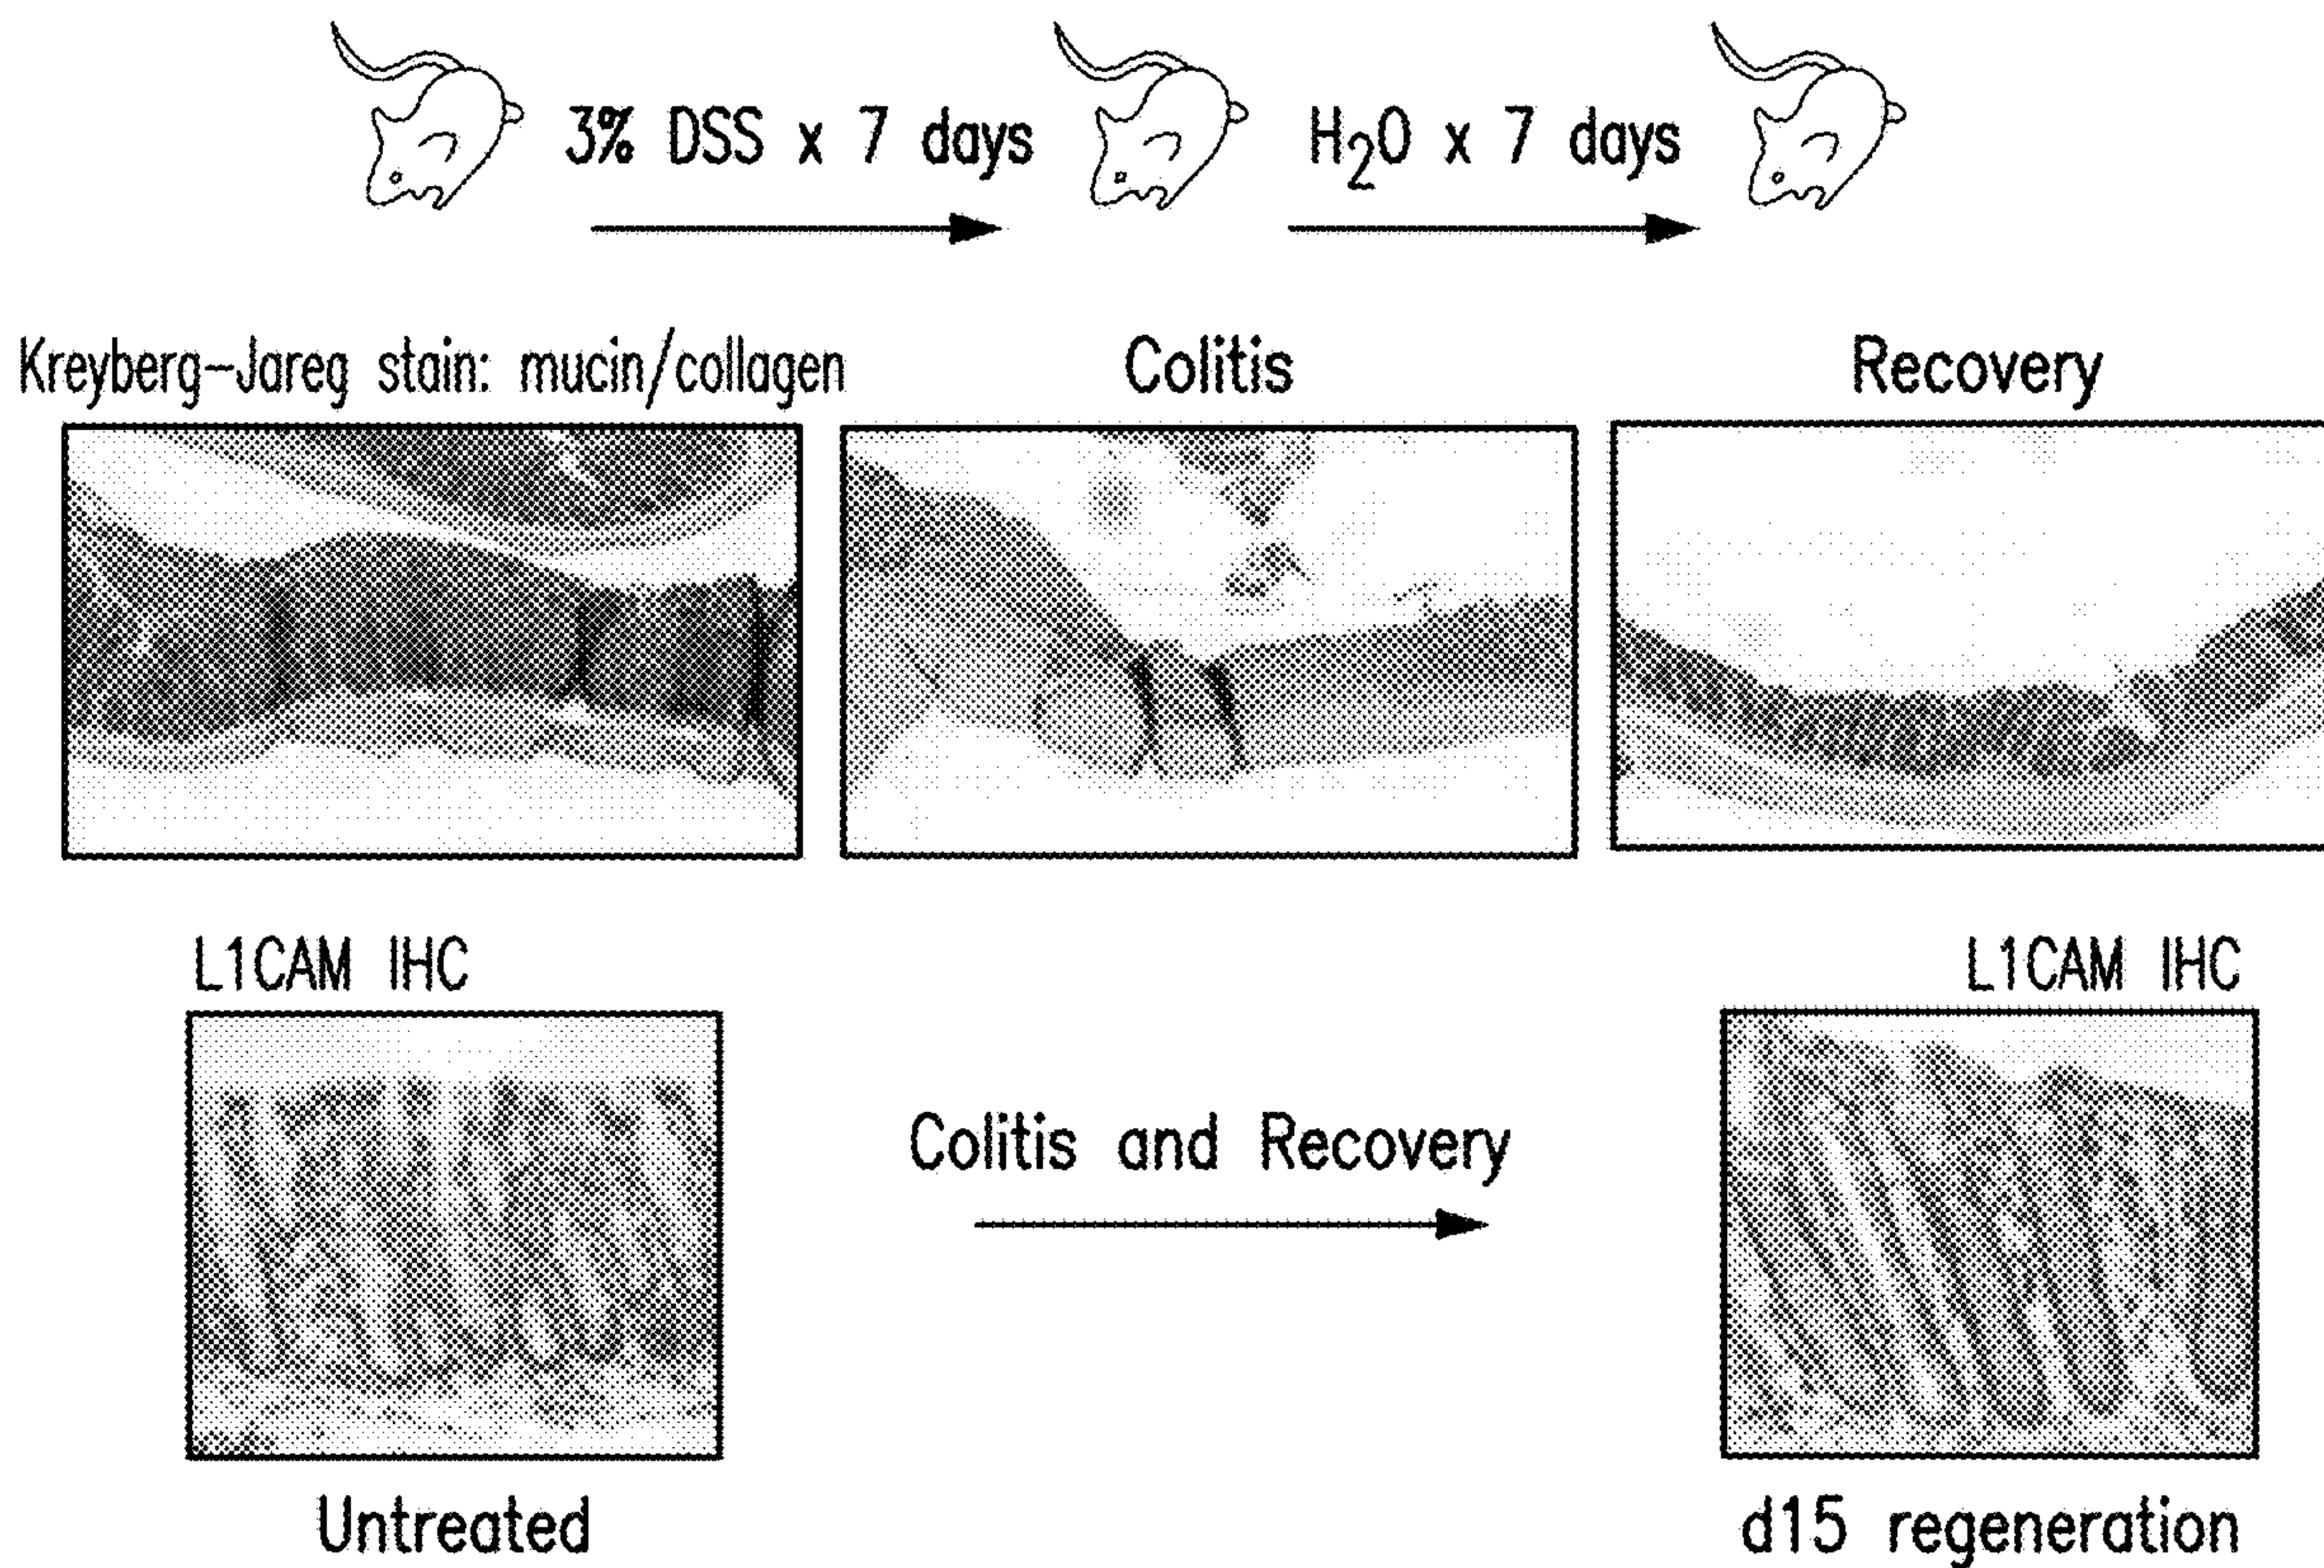 3% DSS x 7 days
H₂O x 7 days
Kreyberg-Jareg stain: mucin/collagen
Colitis
Recovery
L1CAM IHC
L1CAM IHC
Colitis and Recovery
Untreated
d15 regeneration